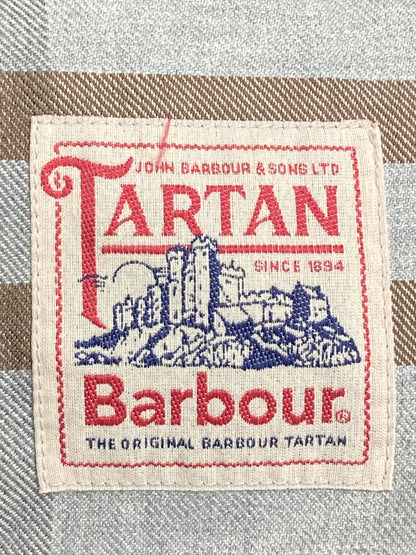 JOHN BARBOUR & SONS LTD
TARTAN
SINCE 1894
Barbour®
THE ORIGINAL BARBOUR TARTAN